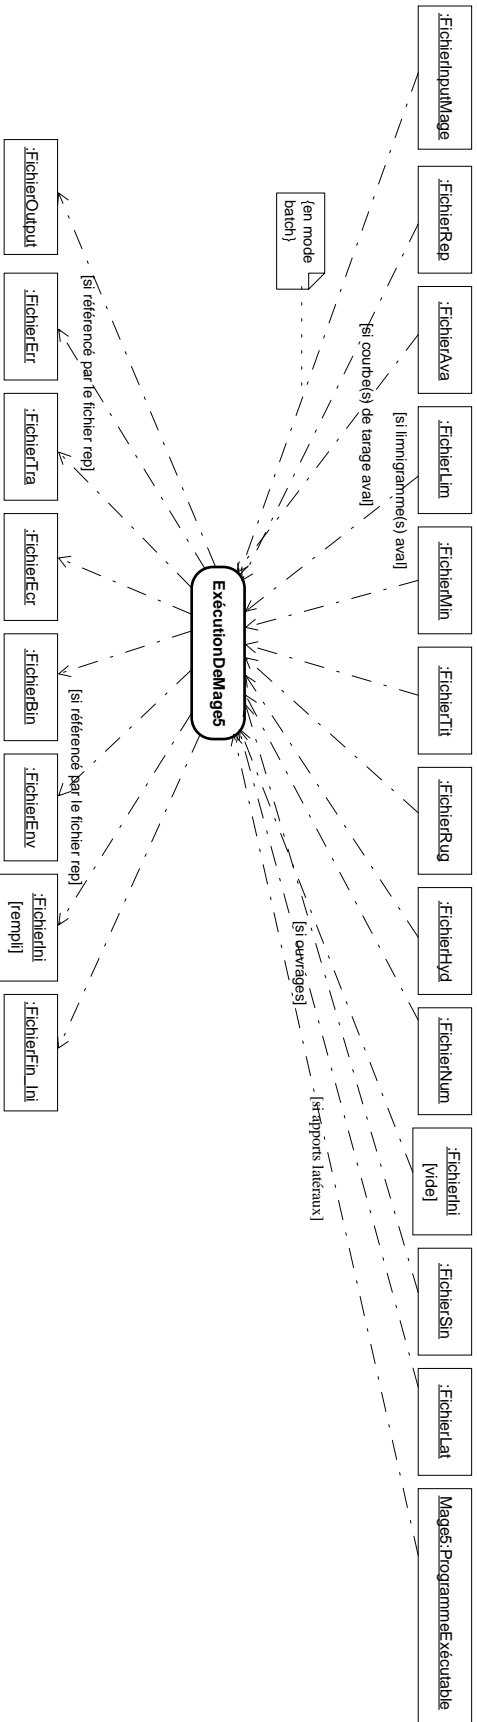 :FichierInputMage
:FichierRep
:FichierAva
:FichierLim
:FichierMin
:FichierTit
:FichierRug
:FichierHyd
:FichierNum
:FichierIni
[vide]
:FichierSin
:FichierLat
Mage5:ProgrammeExécutable
[si limnigramme(s) aval]
[si courbe(s) de tarage aval]
{en mode
batch}
[si ouvrages]
[si apports latéraux]
ExécutionDeMage5
[si référencé par le fichier rep]
[si référencé par le fichier rep]
:FichierOutput
:FichierErr
:FichierTra
:FichierEcr
:FichierBin
:FichierEnv
:FichierIni
[rempli]
:FichierFin_Ini